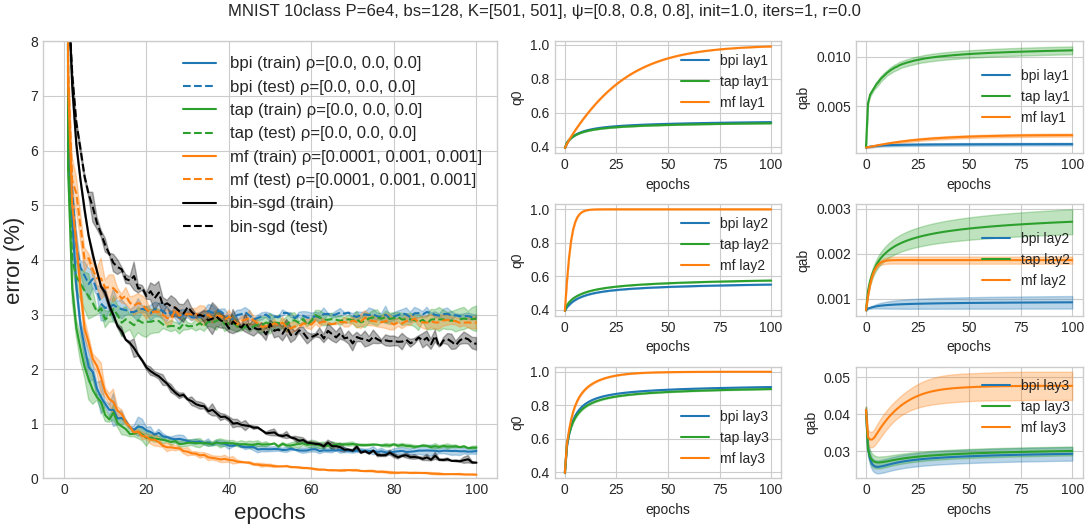 MNIST 10class P=6e4, bs=128, K=[501, 501], ψ=[0.8, 0.8, 0.8], init=1.0, iters=1, r=0.0
error (%)
8
7
6
5
4
3
2
1
0
0 20 40 60 80 100
epochs
bpi (train) ρ=[0.0, 0.0, 0.0]
bpi (test) ρ=[0.0, 0.0, 0.0]
tap (train) ρ=[0.0, 0.0, 0.0]
tap (test) ρ=[0.0, 0.0, 0.0]
mf (train) ρ=[0.0001, 0.001, 0.001]
mf (test) ρ=[0.0001, 0.001, 0.001]
bin-sgd (train)
bin-sgd (test)
q0
1.0
0.8
0.6
0.4
bpi lay1
tap lay1
mf lay1
0 25 50 75 100
epochs
qab
0.010
0.005
bpi lay1
tap lay1
mf lay1
0 25 50 75 100
epochs
q0
1.0
0.8
0.6
0.4
bpi lay2
tap lay2
mf lay2
0 25 50 75 100
epochs
qab
0.003
0.002
0.001
bpi lay2
tap lay2
mf lay2
0 25 50 75 100
epochs
q0
1.0
0.8
0.6
0.4
bpi lay3
tap lay3
mf lay3
0 25 50 75 100
epochs
qab
0.05
0.04
0.03
bpi lay3
tap lay3
mf lay3
0 25 50 75 100
epochs